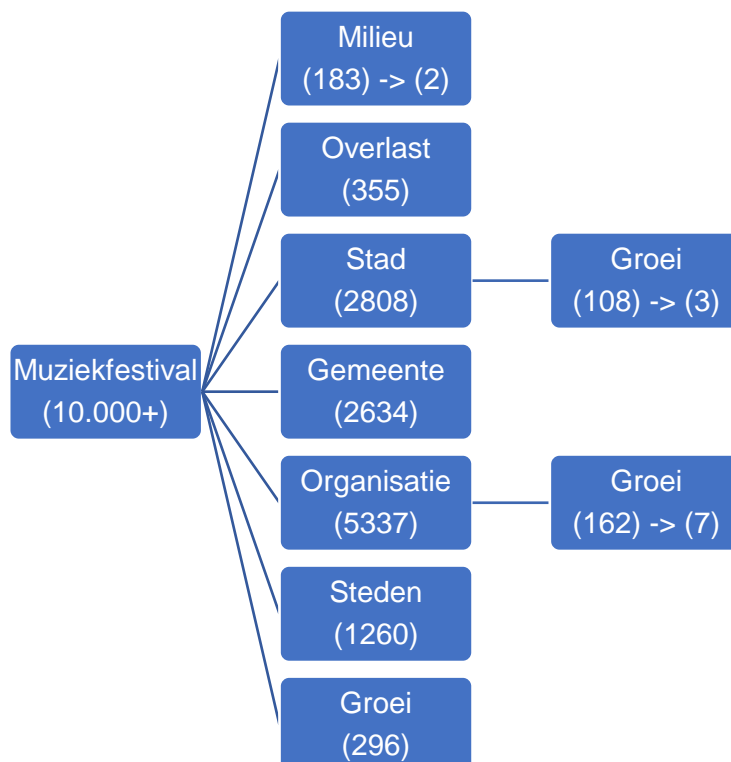 Milieu
(183) -> (2)
Overlast
(355)
Stad
(2808)
Groei
(108) -> (3)
Muziekfestival
(10.000+)
Gemeente
(2634)
Organisatie
(5337)
Groei
(162) -> (7)
Steden
(1260)
Groei
(296)